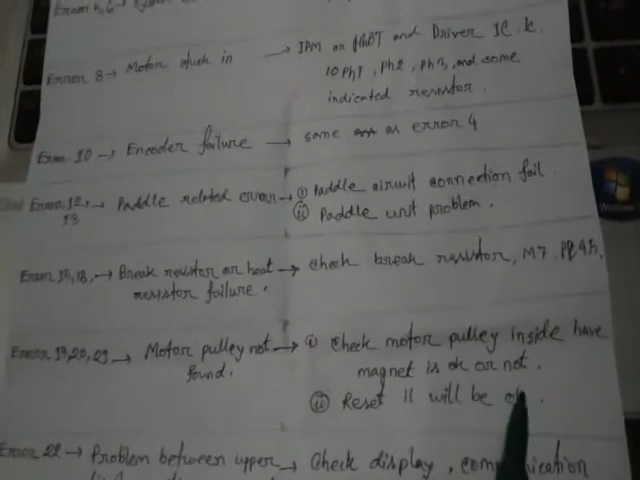 Error 8 → Motor stuck in → IPM or IGBT and Driver IC
10 Ph1, Ph2, Ph3, and some
indicated resistor.
Error 10 → Encoder failure → same as error 4
Error 12, 13 → Paddle related error → (i) Paddle circuit connection fail.
(ii) Paddle unit problem.
Error 15,18, → Break resistor or heat → check break resistor, M7,
resistor failure.
Error 19,20,21 → Motor pulley not → (i) Check motor pulley inside have
found. magnet is ok or not.
(ii) Reset it will be
Error 22 → Problem between upper → Check display, communication